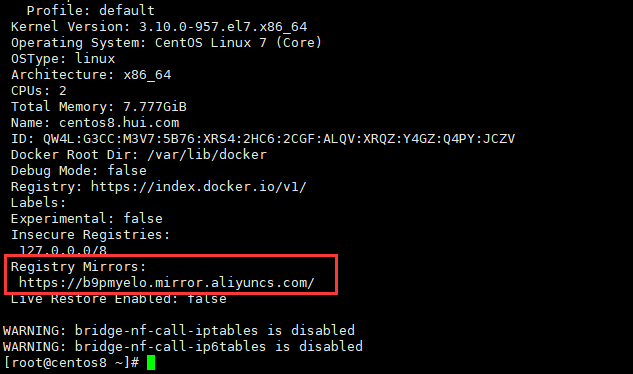 Profile: default
Kernel Version: 3.10.0-957.el7.x86_64
Operating System: CentOS Linux 7 (Core)
OSType: linux
Architecture: x86_64
CPUs: 2
Total Memory: 7.777GiB
Name: centos8.hui.com
ID: QW4L:G3CC:M3V7:5B76:XRS4:2HC6:2CGF:ALQV:XRQZ:Y4GZ:Q4PY:JCZV
Docker Root Dir: /var/lib/docker
Debug Mode: false
Registry: https://index.docker.io/v1/
Labels:
Experimental: false
Insecure Registries:
127.0.0.0/8
Registry Mirrors:
https://b9pmyelo.mirror.aliyuncs.com/
Live Restore Enabled: false
WARNING: bridge-nf-call-iptables is disabled
WARNING: bridge-nf-call-ip6tables is disabled
[root@centos8 ~]#